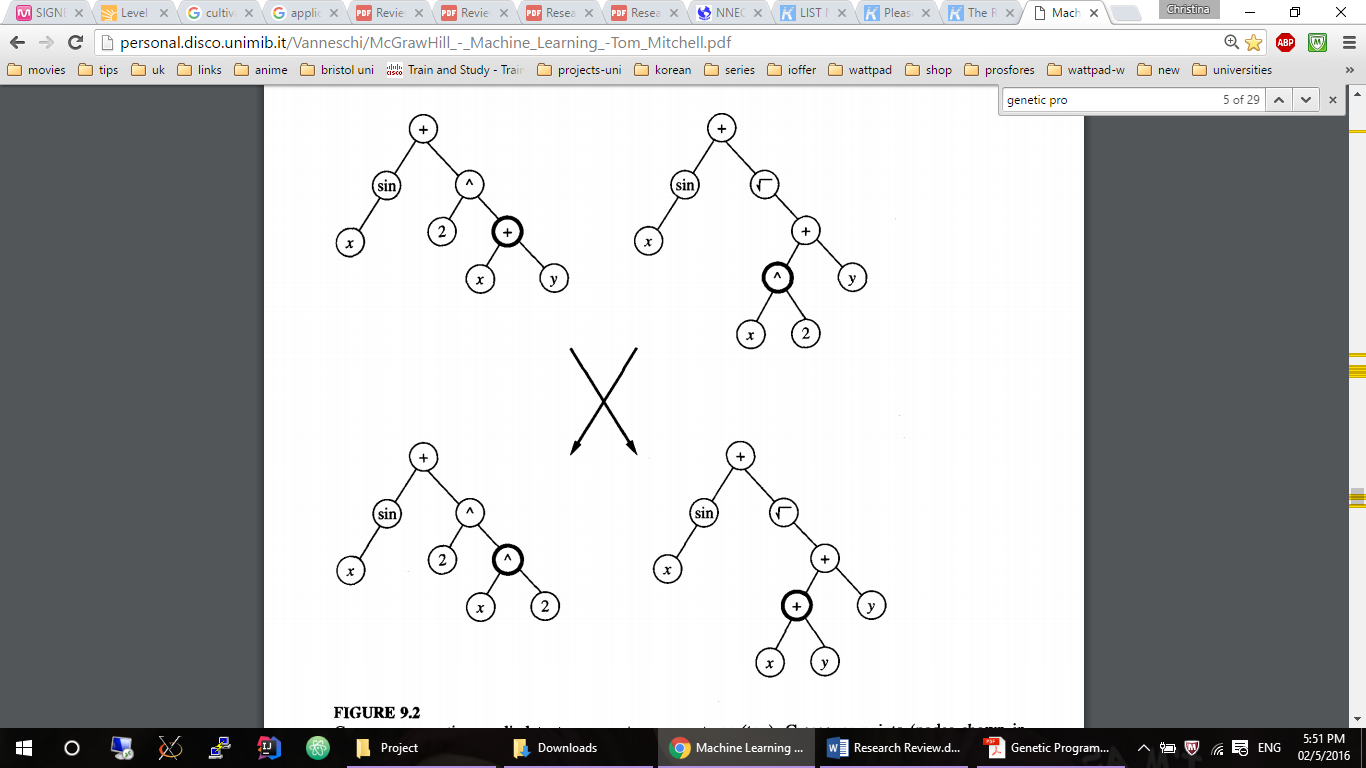 SIGNE Level cultiv applic Revie Review Resea Resea NNEC LIST Pleas The R Mach Christina
personal.disco.unimib.it/Vanneschi/McGrawHill_-_Machine_Learning_-Tom_Mitchell.pdf ABP
movies tips uk links anime bristol uni Train and Study - Train projects-uni korean series ioffer wattpad shop prosfores wattpad-w new universities »
genetic pro 5 of 29
+ +
sin ^ sin √
x 2 + x +
x y ^ y
x 2
+ +
sin ^ sin √
x 2 ^ x +
x 2 + y
x y
FIGURE 9.2
Project Downloads Machine Learning ... Research Review.d... Genetic Program... ENG 5:51 PM
02/5/2016